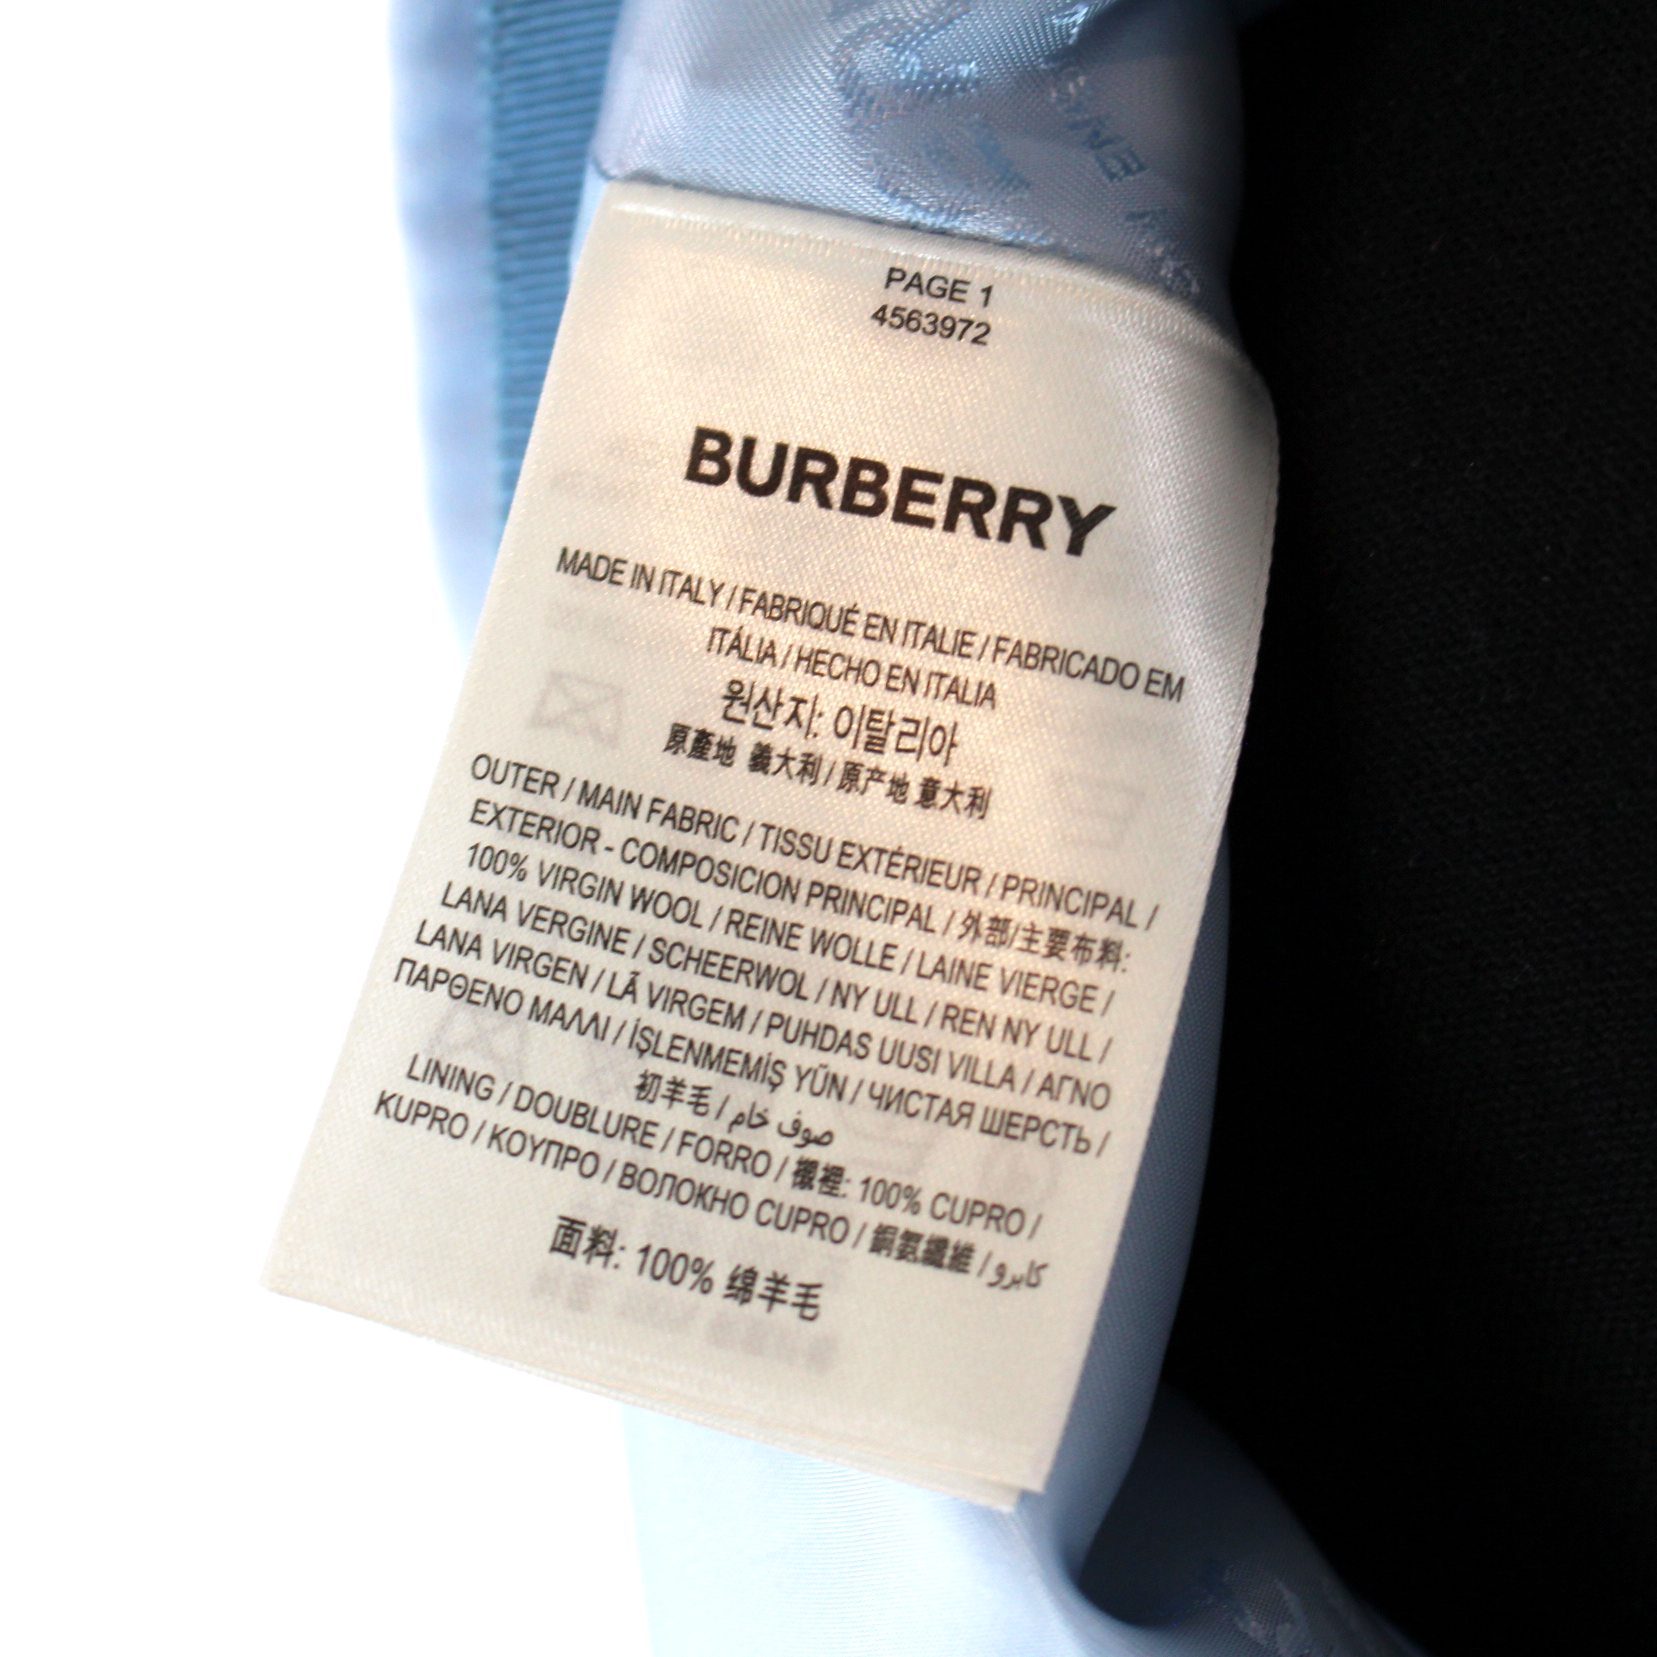 PAGE 1
4563972
BURBERRY
MADE IN ITALY / FABRIQUÉ EN ITALIE / FABRICADO EM
ITÁLIA / HECHO EN ITALIA
원산지: 이탈리아
原產地 義大利 / 原产地 意大利
OUTER / MAIN FABRIC / TISSU EXTÉRIEUR / PRINCIPAL /
EXTERIOR - COMPOSICION PRINCIPAL / 外部/主要布料:
100% VIRGIN WOOL / REINE WOLLE / LAINE VIERGE /
LANA VERGINE / SCHEERWOL / NY ULL / REN NY ULL /
LANA VIRGEN / LÃ VIRGEM / PUHDAS UUSI VILLA / ΑΓΝΟ
ΠΑΡΘΕΝΟ ΜΑΛΛΙ / İŞLENMEMİŞ YÜN / ЧИСТАЯ ШЕРСТЬ /
初羊毛 / صوف خام
LINING / DOUBLURE / FORRO / 襯裡: 100% CUPRO /
KUPRO / ΚΟΥΠΡΟ / ВОЛОКНО CUPRO / 銅氨纖維 / كابرو
面料: 100% 绵羊毛